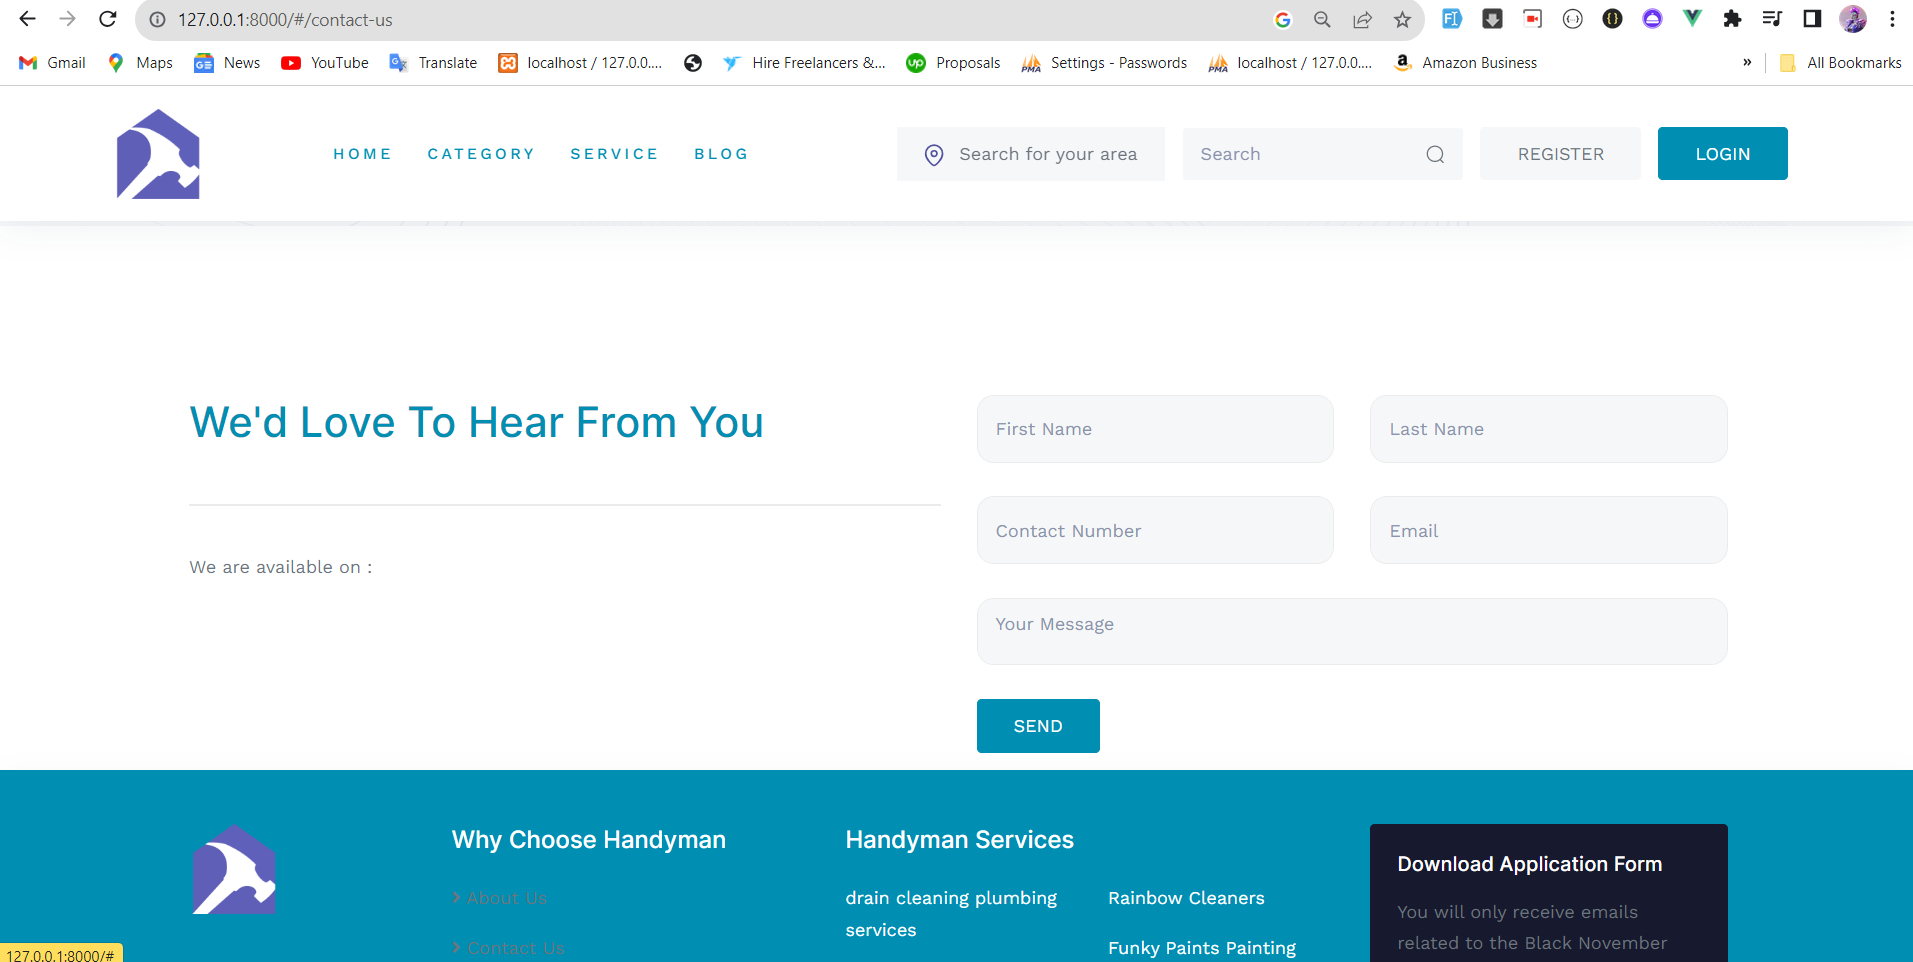 127.0.0.1:8000/#/contact-us
Gmail Maps News YouTube Translate localhost / 127.0.0.... Hire Freelancers &... Proposals Settings - Passwords localhost / 127.0.0.... Amazon Business » All Bookmarks
HOME CATEGORY SERVICE BLOG Search for your area Search REGISTER LOGIN
We'd Love To Hear From You
We are available on :
First Name Last Name
Contact Number Email
Your Message
SEND
Why Choose Handyman
About Us
Contact Us
Handyman Services
drain cleaning plumbing
services
Rainbow Cleaners
Funky Paints Painting
Download Application Form
You will only receive emails
related to the Black November
127.0.0.1:8000/#